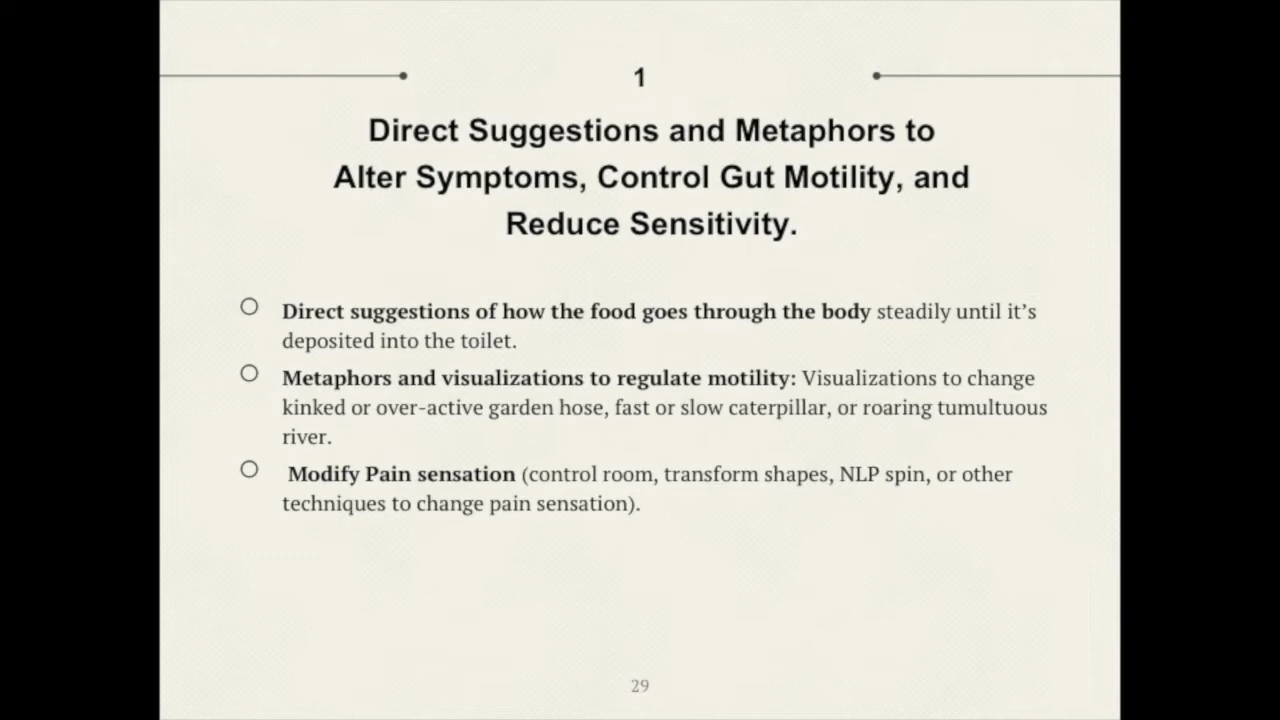 1
Direct Suggestions and Metaphors to
Alter Symptoms, Control Gut Motility, and
Reduce Sensitivity.
Direct suggestions of how the food goes through the body steadily until it’s
deposited into the toilet.
Metaphors and visualizations to regulate motility: Visualizations to change
kinked or over-active garden hose, fast or slow caterpillar, or roaring tumultuous
river.
Modify Pain sensation (control room, transform shapes, NLP spin, or other
techniques to change pain sensation).
29